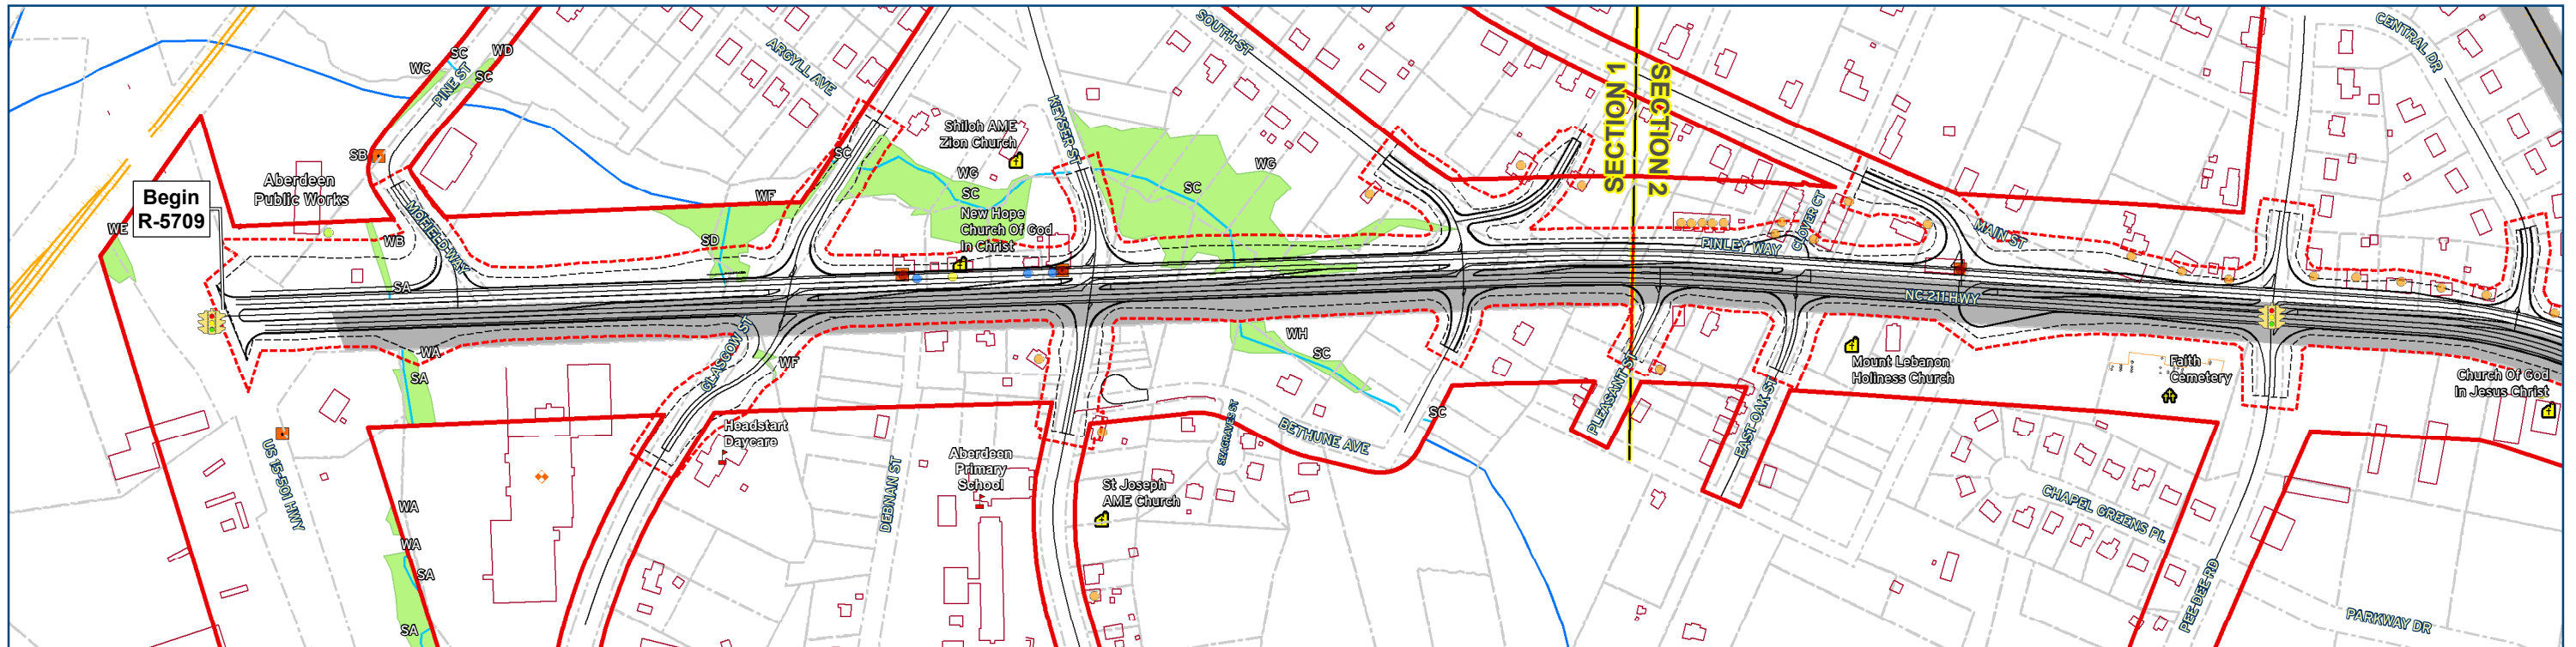 SOUTH ST
CENTRAL DR
ARGYLL AVE
SC
WD
WC
SC
PINE ST
SECTION 1
SECTION 2
KEYSER ST
Shiloh AME
Zion Church
SB
SC
WG
WG
SC
SC
Aberdeen
Public Works
Begin
R-5709
WF
New Hope
Church Of God
In Christ
MOFIELD WAY
WE
WB
SD
PINLEY WAY
CLOVER CT
MAIN ST
SA
NC 211 HWY
WA
SA
GLASGOW ST
WF
WH
SC
PLEASANT ST
EAST OAK ST
Mount Lebanon
Holiness Church
Faith
Cemetery
Church Of God
In Jesus Christ
SC
US 15-501 HWY
Headstart
Daycare
DEBNAN ST
Aberdeen
Primary
School
SEAGRAVES ST
BETHUNE AVE
St Joseph
AME Church
WA
WA
SA
SA
CHAPEL GREENS PL
PEE DEE RD
PARKWAY DR